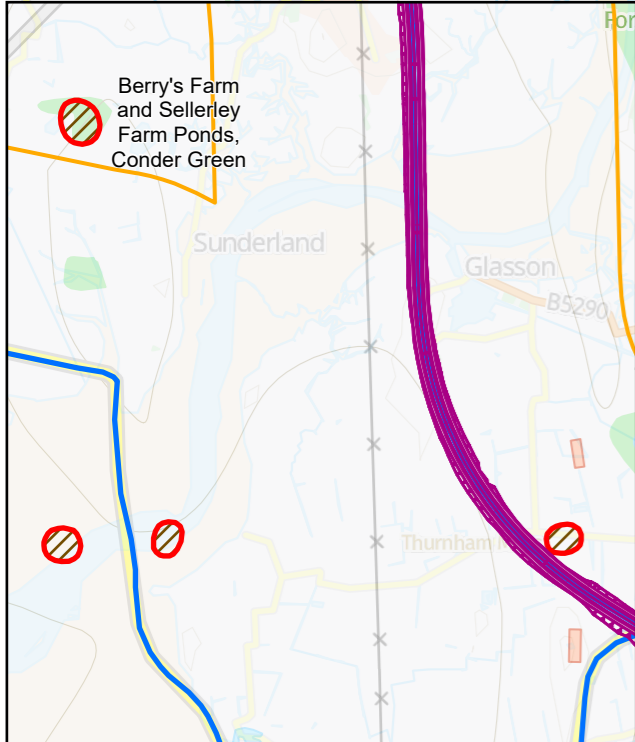 For
Berry's Farm
and Sellerley
Farm Ponds,
Conder Green
Sunderland
Glasson
B5290
Thurnham